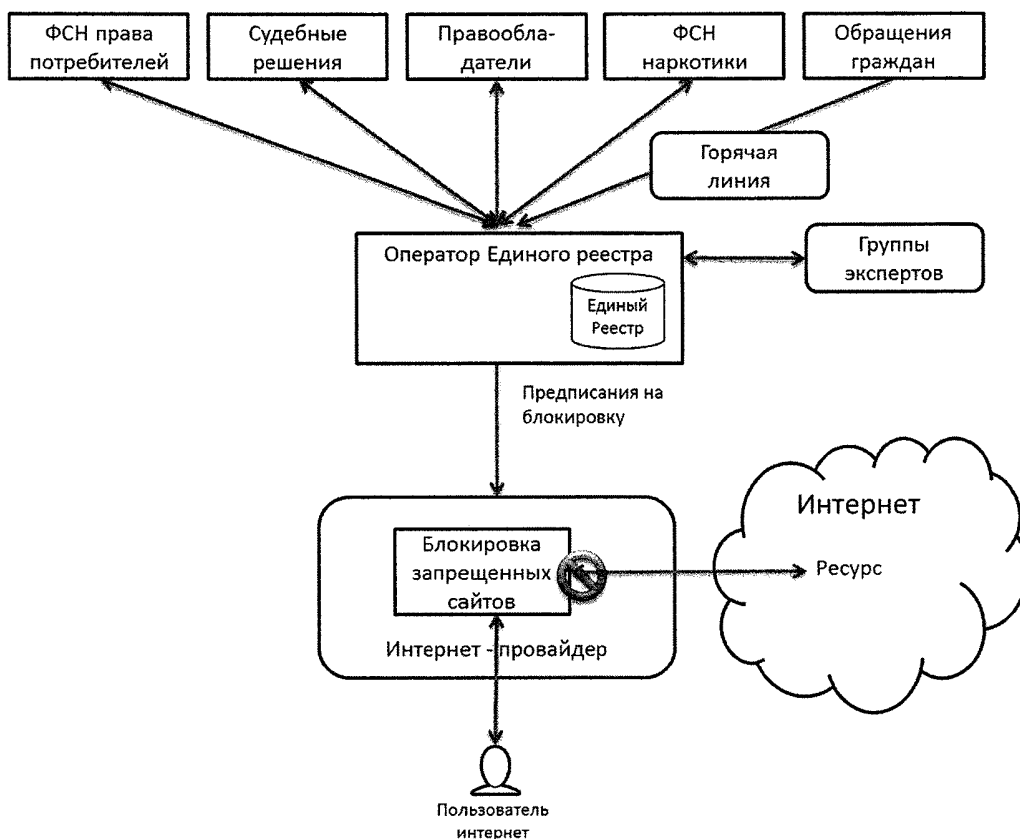 ФСН права
потребителей
Судебные
решения
Правообла-
датели
ФСН
наркотики
Обращения
граждан
Горячая
линия
Оператор Единого реестра
Единый
Реестр
Группы
экспертов
Предписания на
блокировку
Интернет
Блокировка
запрещенных
сайтов
Ресурс
Интернет - провайдер
Пользователь
интернет